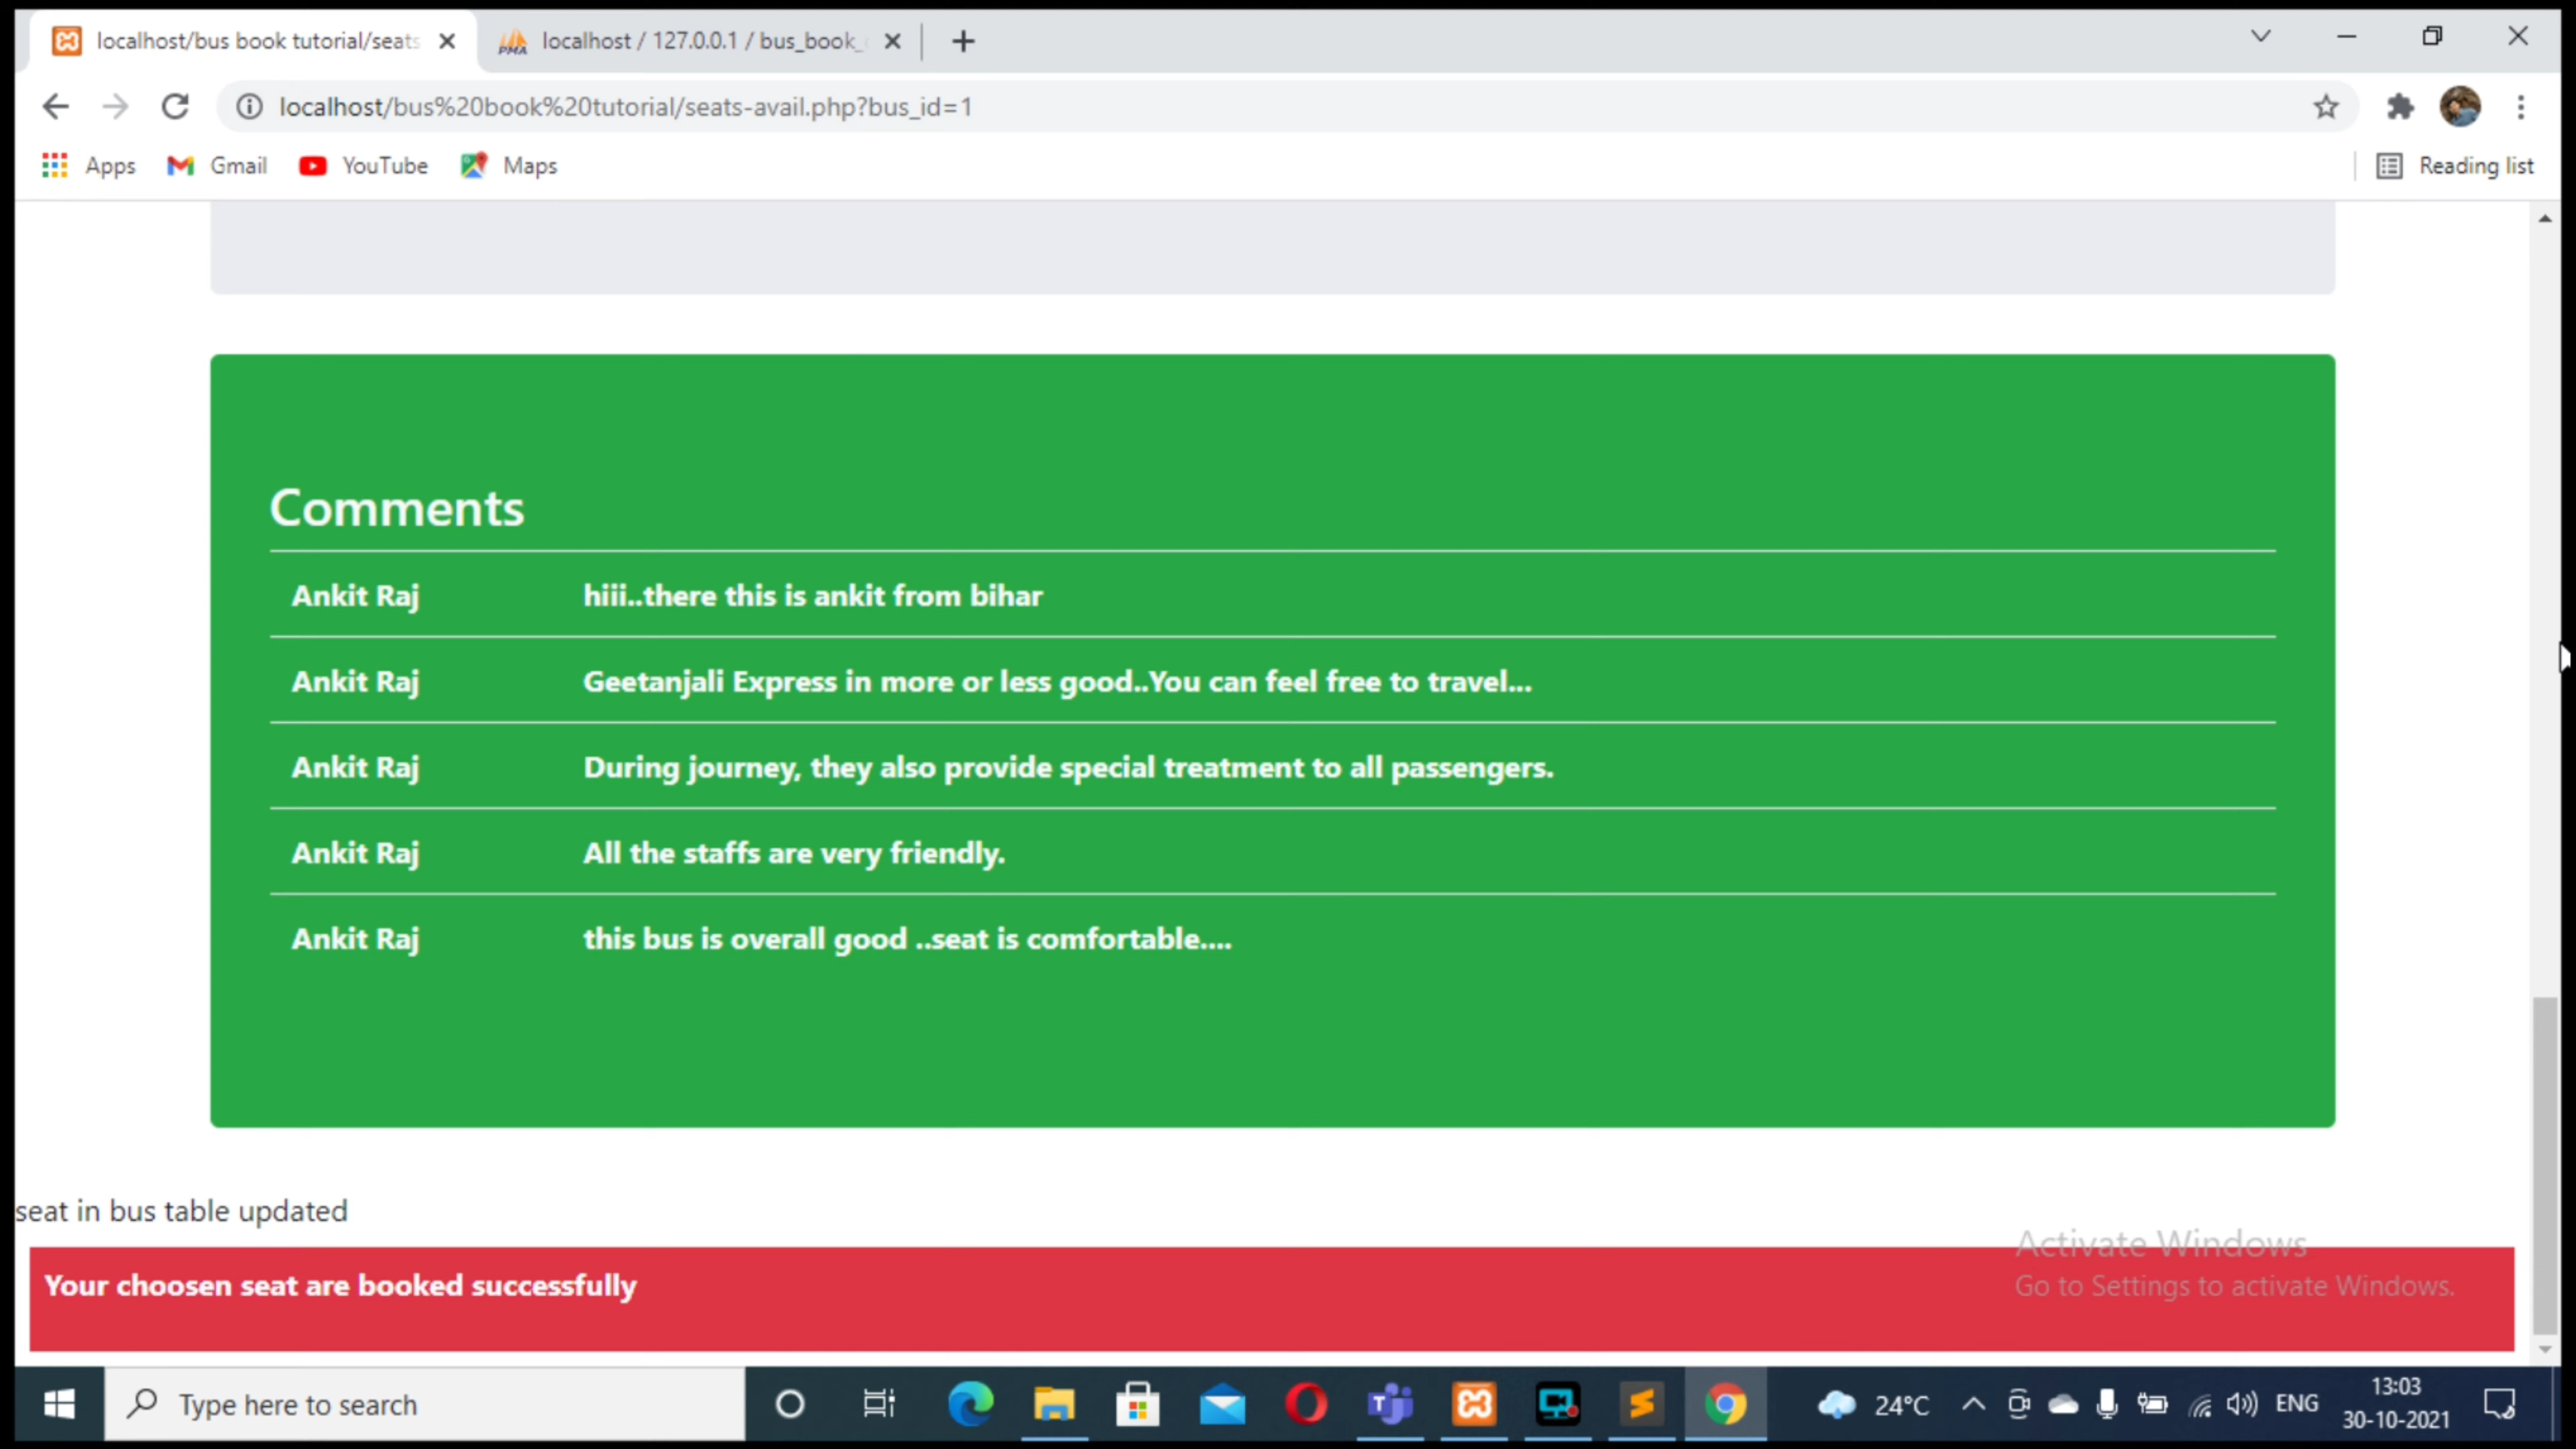 localhost/bus book tutorial/seats
localhost / 127.0.0.1 / bus_book_
localhost/bus%20book%20tutorial/seats-avail.php?bus_id=1
Apps Gmail YouTube Maps Reading list
Comments
Ankit Raj hiii..there this is ankit from bihar
Ankit Raj Geetanjali Express in more or less good..You can feel free to travel...
Ankit Raj During journey, they also provide special treatment to all passengers.
Ankit Raj All the staffs are very friendly.
Ankit Raj this bus is overall good ..seat is comfortable....
seat in bus table updated
Your choosen seat are booked successfully
Activate Windows
Go to Settings to activate Windows.
Type here to search
24°C
ENG
13:03
30-10-2021